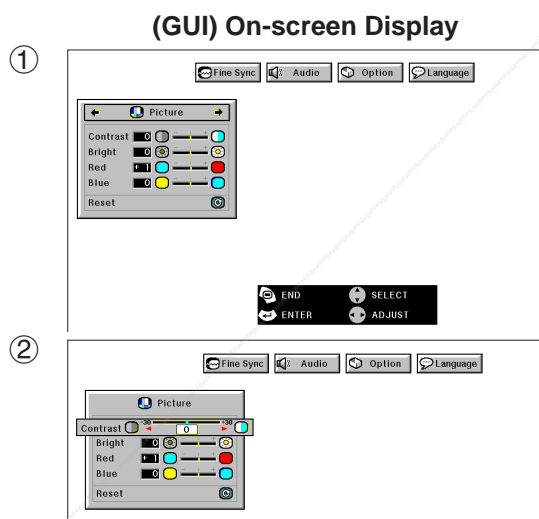 (GUI) On-screen Display
①
Fine Sync Audio Option Language
Picture
Contrast 0
Bright 0
Red + 1
Blue 0
Reset
END SELECT
ENTER ADJUST
②
Fine Sync Audio Option Language
Picture
Contrast -30 0 +30
Bright 0
Red + 1
Blue 0
Reset